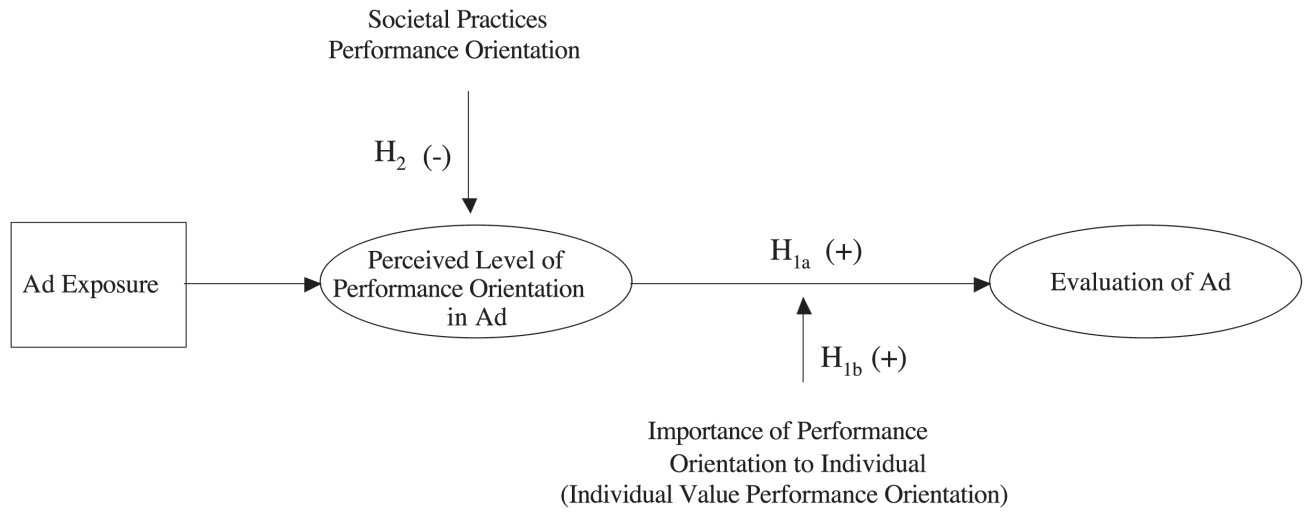 Societal Practices
Performance Orientation
H2 (-)
Ad Exposure
Perceived Level of
Performance Orientation
in Ad
H1a (+)
Evaluation of Ad
H1b (+)
Importance of Performance
Orientation to Individual
(Individual Value Performance Orientation)